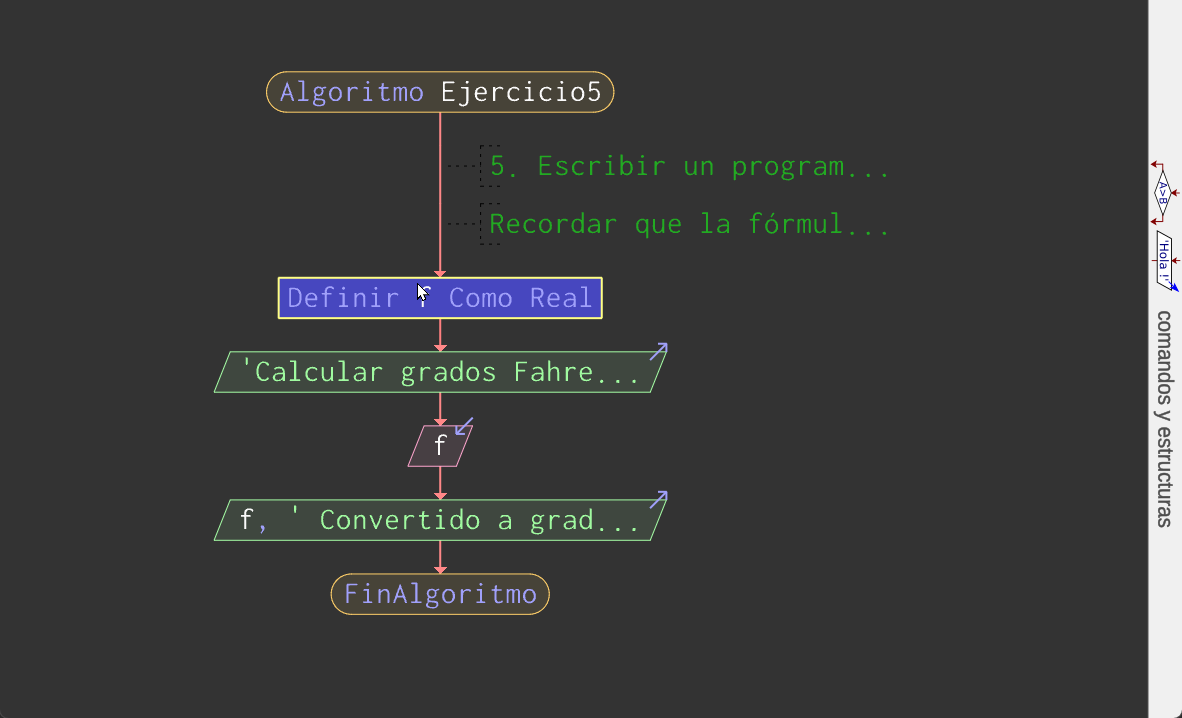 Algoritmo Ejercicio5
5. Escribir un program...
Recordar que la fórmul...
Definir f Como Real
'Calcular grados Fahre...
f
f, ' Convertido a grad...
FinAlgoritmo
A>B
'Hola !'
comandos y estructuras